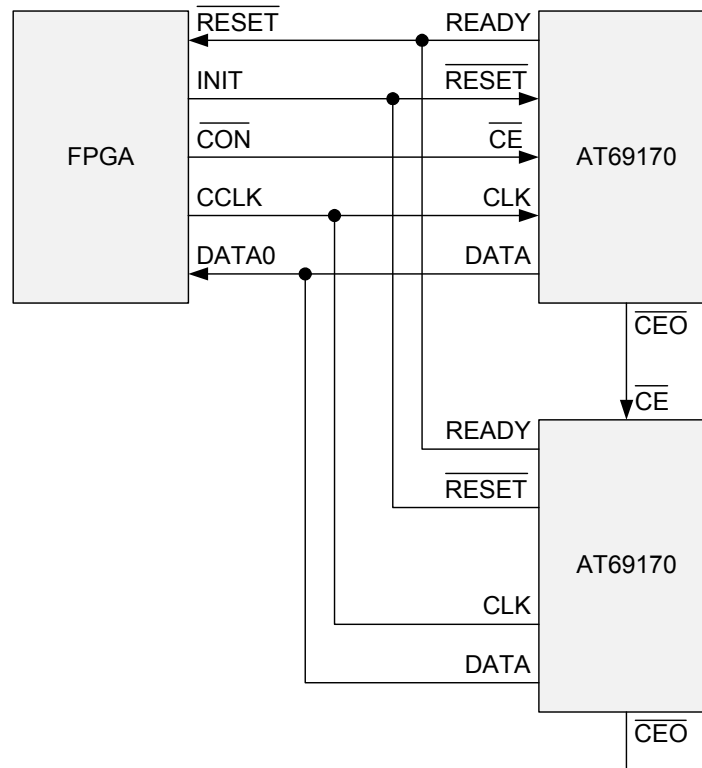 RESET READY
INIT RESET
CON CE
FPGA AT69170
CCLK CLK
DATA0 DATA
CEO
CE
READY
RESET
AT69170
CLK
DATA
CEO